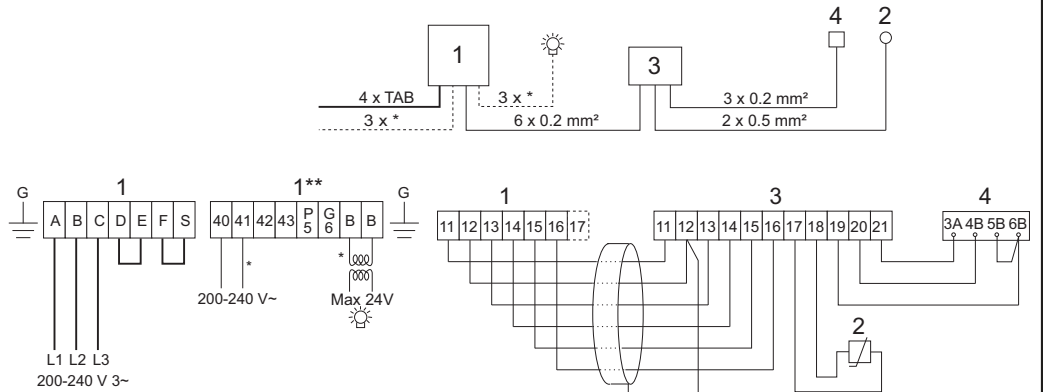 4 2
1
3
4 x TAB
3 x *
3 x *
6 x 0.2 mm²
3 x 0.2 mm²
2 x 0.5 mm²
G 1 1** G 1 3 4
A B C D E F S
40 41 42 43 P5 G6 B B
11 12 13 14 15 16 17
11 12 13 14 15 16 17 18 19 20 21
3A 4B 5B 6B
* *
200-240 V~
Max 24V
2
L1 L2 L3
200-240 V 3~